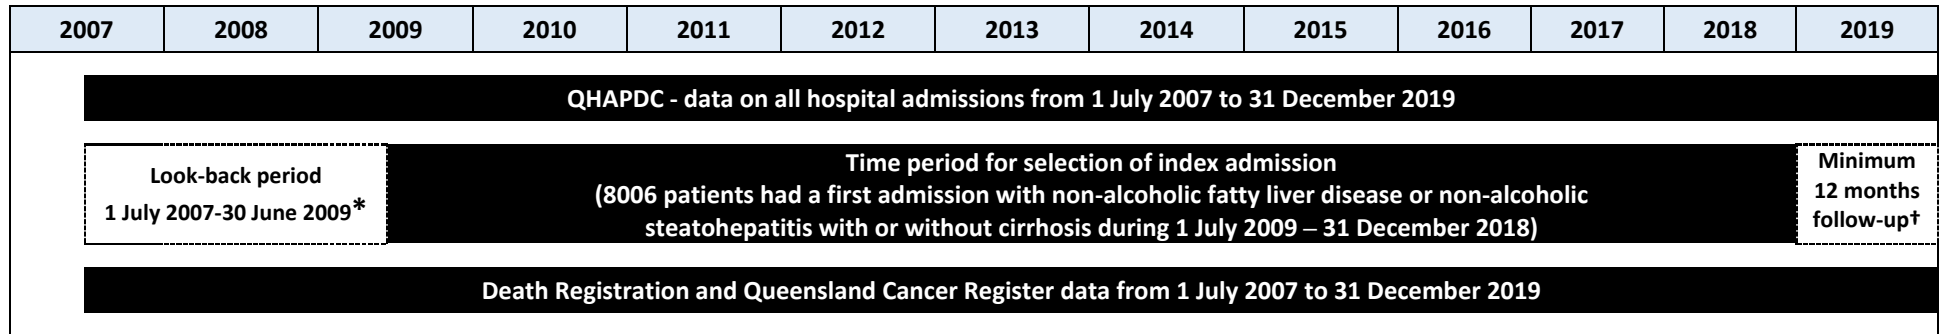 2007 2008 2009 2010 2011 2012 2013 2014 2015 2016 2017 2018 2019
QHAPDC - data on all hospital admissions from 1 July 2007 to 31 December 2019
Look-back period
1 July 2007-30 June 2009*
Time period for selection of index admission
(8006 patients had a first admission with non-alcoholic fatty liver disease or non-alcoholic
steatohepatitis with or without cirrhosis during 1 July 2009 – 31 December 2018)
Minimum
12 months
follow-up†
Death Registration and Queensland Cancer Register data from 1 July 2007 to 31 December 2019